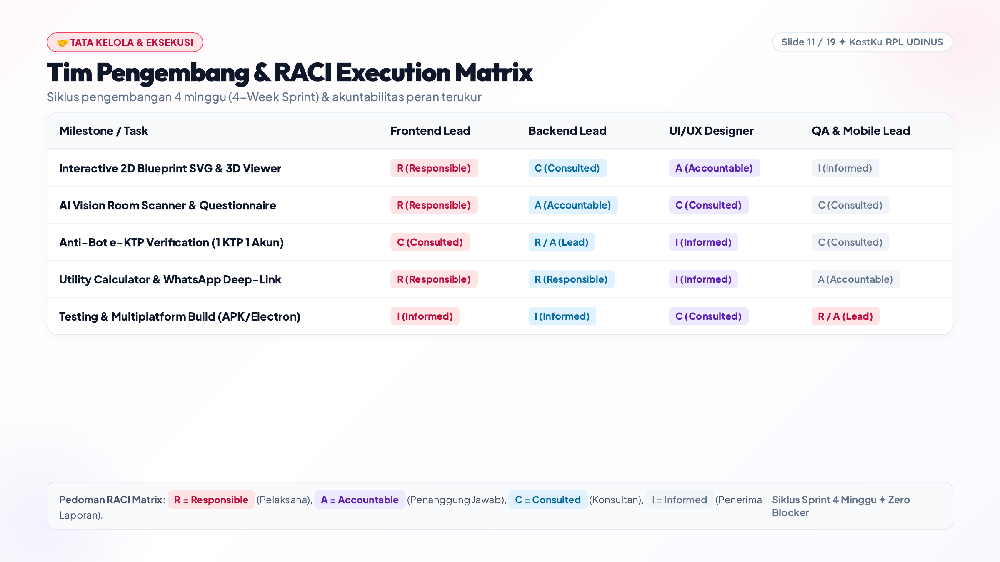 🤝 TATA KELOLA & EKSEKUSI
Slide 11 / 19 ✦ KostKu RPL UDINUS
Tim Pengembang & RACI Execution Matrix
Siklus pengembangan 4 minggu (4-Week Sprint) & akuntabilitas peran terukur
Milestone / Task Frontend Lead Backend Lead UI/UX Designer QA & Mobile Lead
Interactive 2D Blueprint SVG & 3D Viewer R (Responsible) C (Consulted) A (Accountable) I (Informed)
AI Vision Room Scanner & Questionnaire R (Responsible) A (Accountable) C (Consulted) C (Consulted)
Anti-Bot e-KTP Verification (1 KTP 1 Akun) C (Consulted) R / A (Lead) I (Informed) C (Consulted)
Utility Calculator & WhatsApp Deep-Link R (Responsible) R (Responsible) I (Informed) A (Accountable)
Testing & Multiplatform Build (APK/Electron) I (Informed) I (Informed) C (Consulted) R / A (Lead)
Pedoman RACI Matrix: R = Responsible (Pelaksana), A = Accountable (Penanggung Jawab), C = Consulted (Konsultan), I = Informed (Penerima
Laporan).
Siklus Sprint 4 Minggu ✦ Zero
Blocker